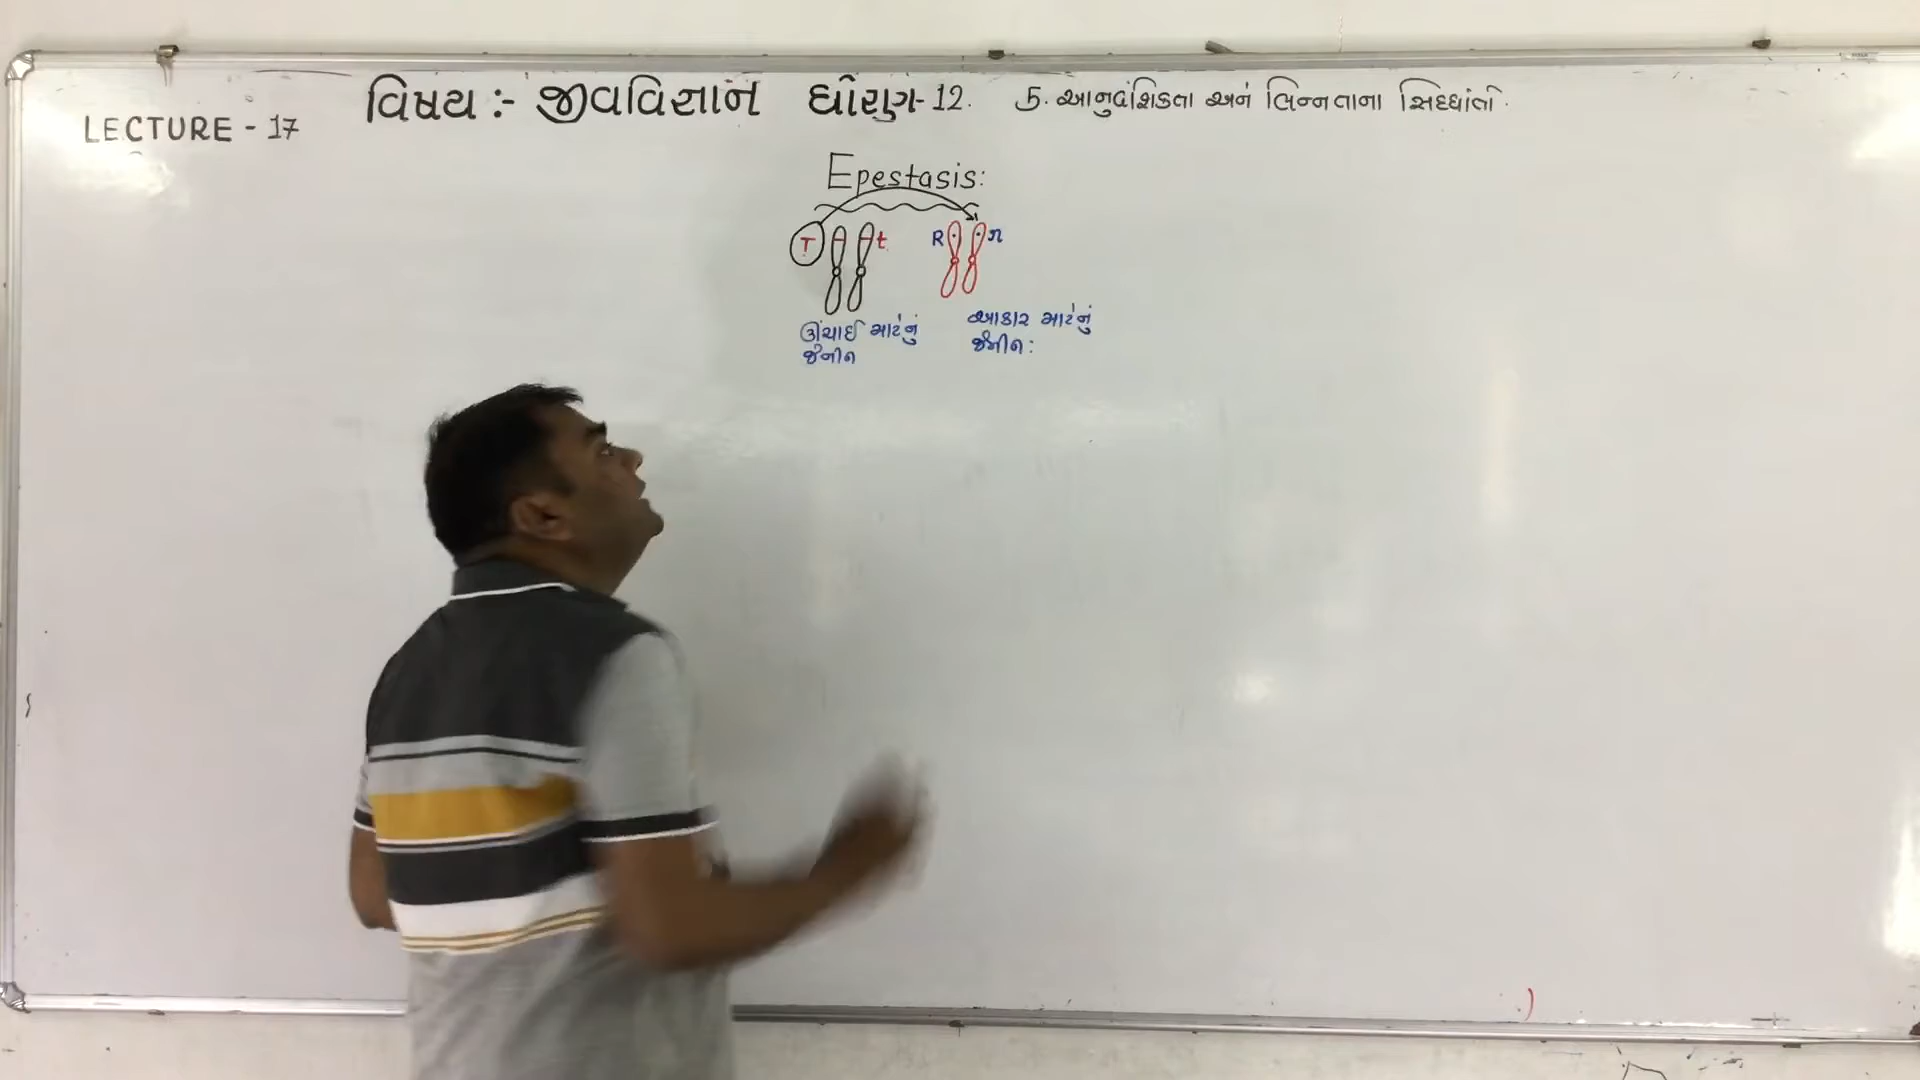 વિષય :- જીવવિજ્ઞાન ધોરણ-12. 5. આનુવંશિકતા અને ભિન્નતાના સિદ્ધાંતો.
LECTURE - 17
Epestasis:
T t R r
ઊંચાઈ માટેનું જનીન
આકાર માટેનું જનીન: